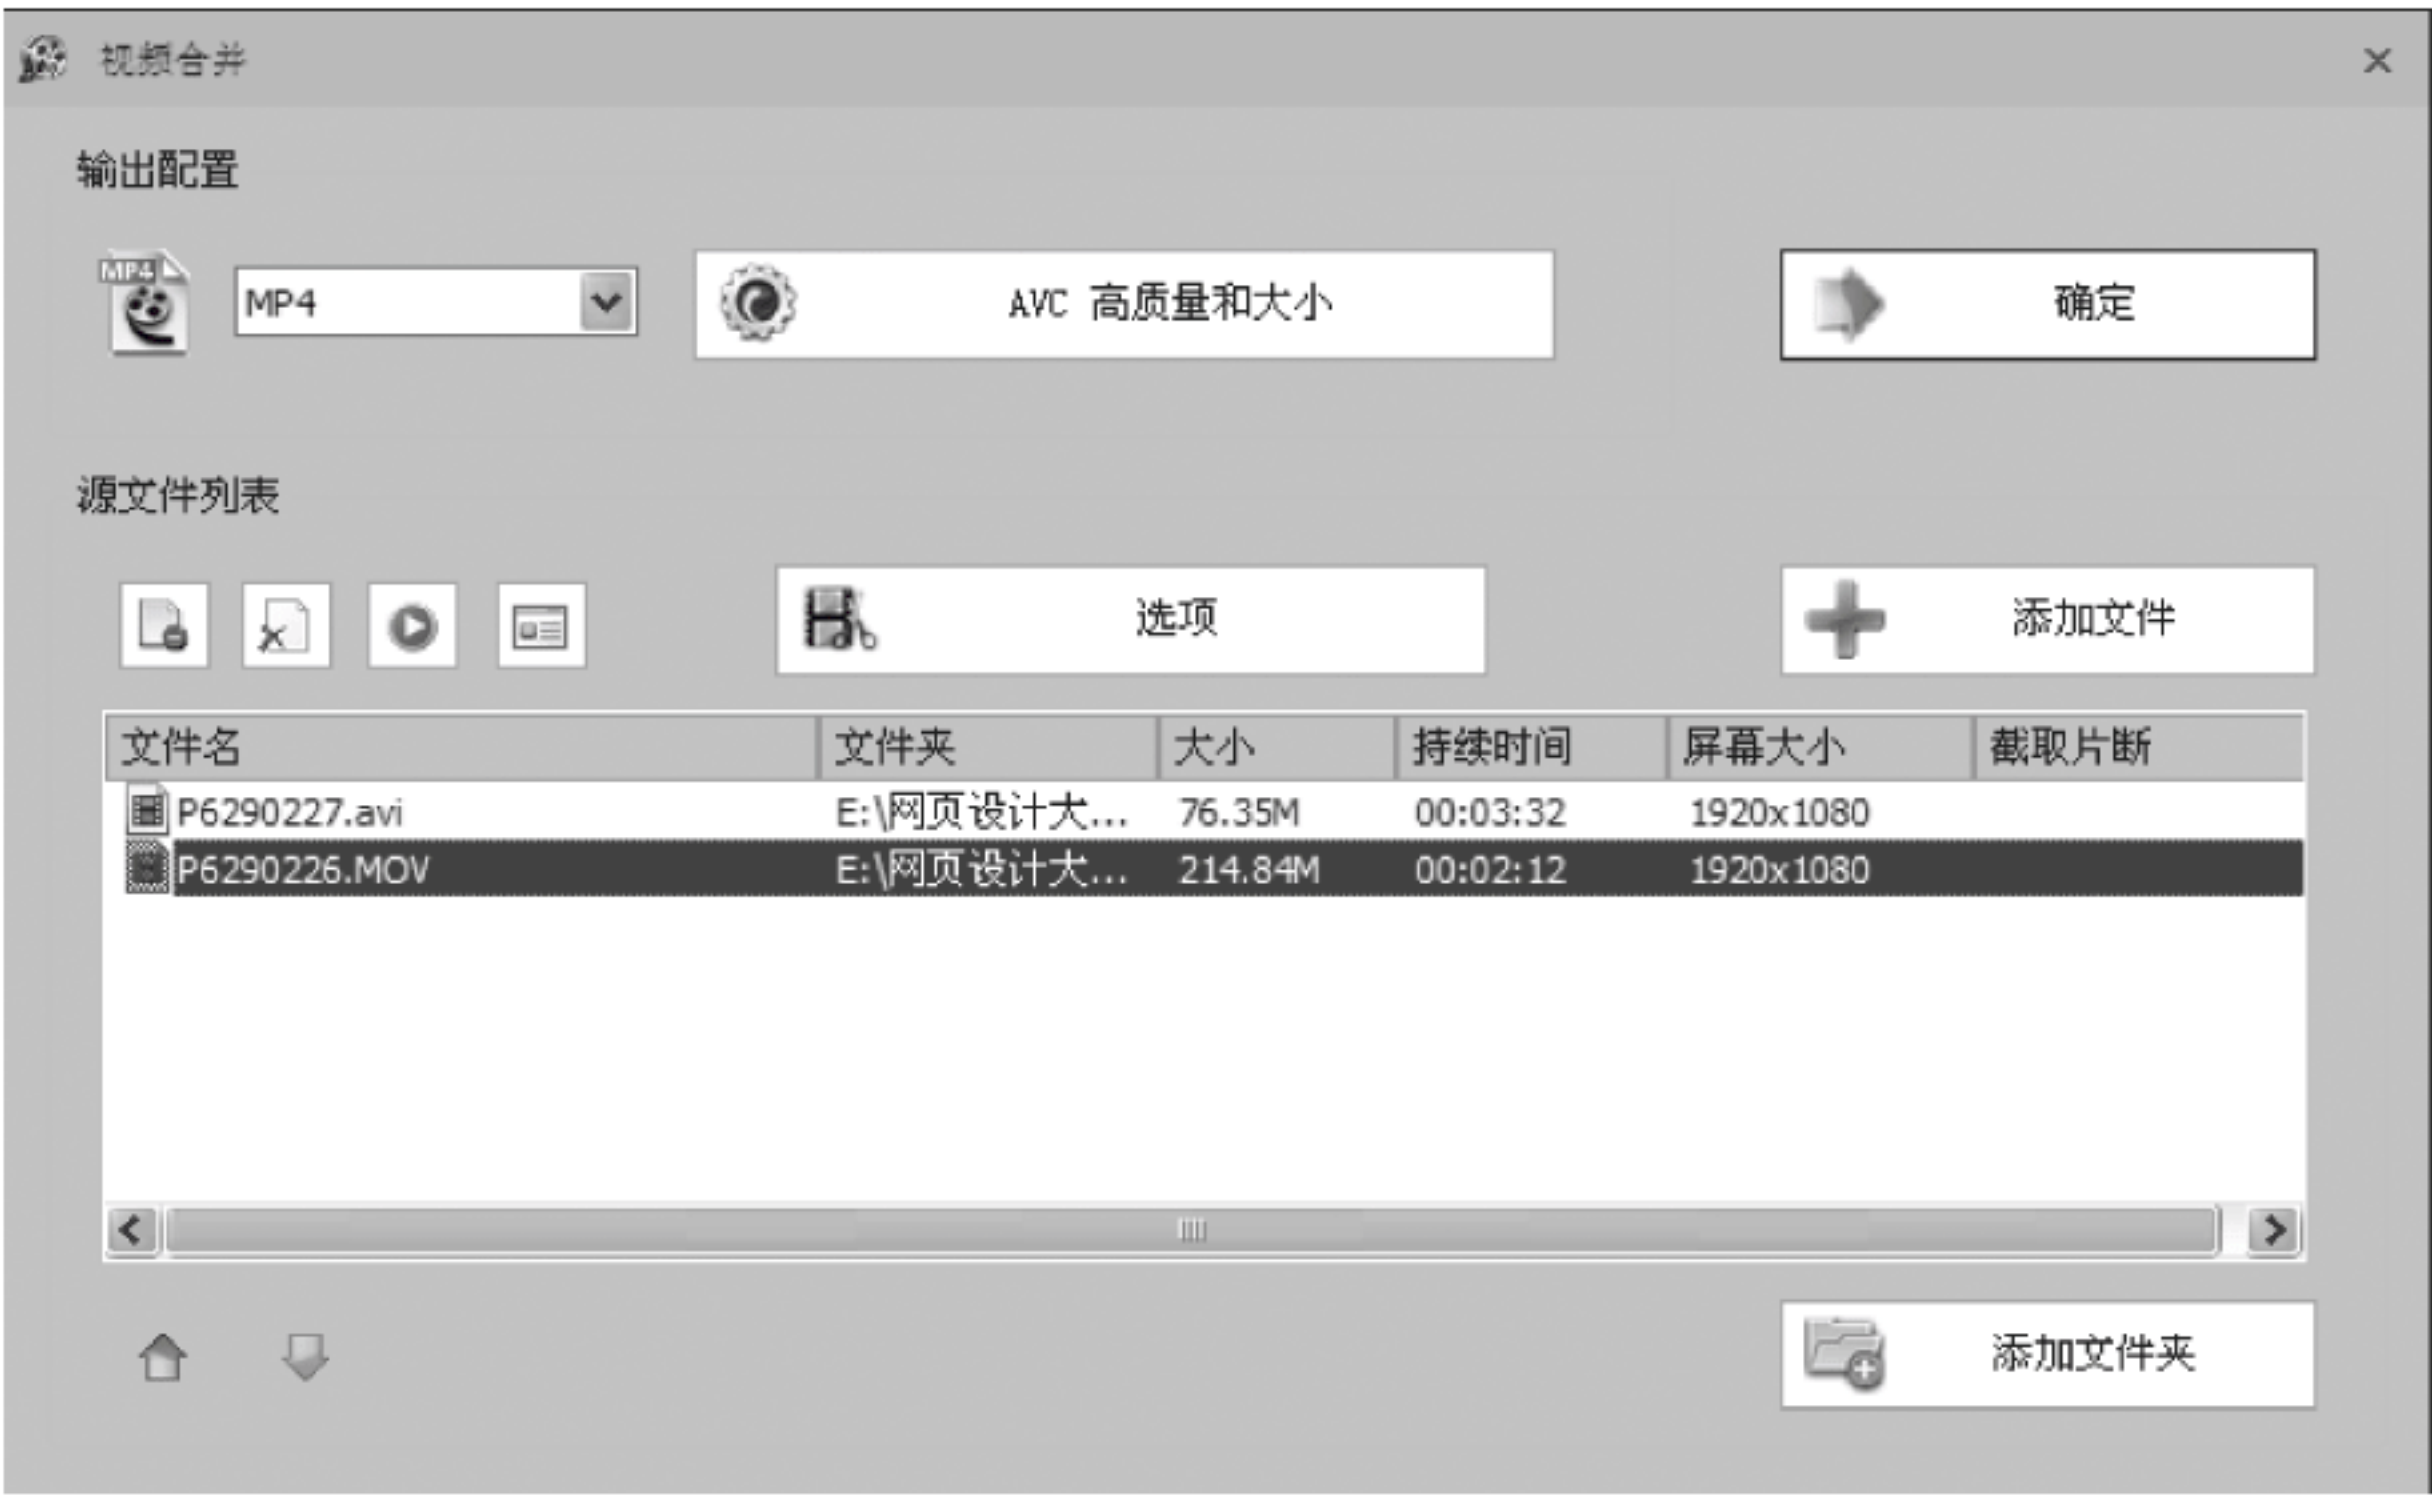 视频合并
输出配置
MP4
MP4
AVC 高质量和大小
确定
源文件列表
选项
添加文件
文件名 文件夹 大小 持续时间 屏幕大小 截取片断
P6290227.avi E:\网页设计大... 76.35M 00:03:32 1920x1080
P6290226.MOV E:\网页设计大... 214.84M 00:02:12 1920x1080
添加文件夹